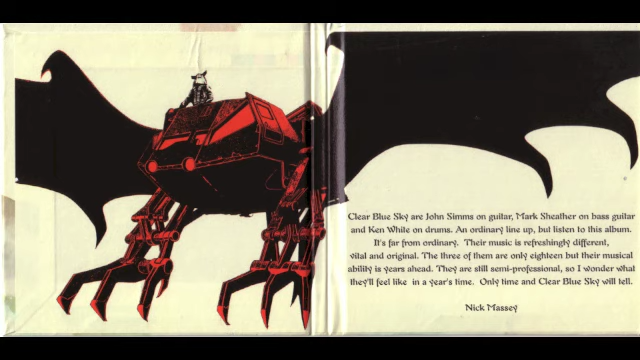 Clear Blue Sky are John Simms on guitar, Mark Sheather on bass guitar
and Ken White on drums. An ordinary line up, but listen to this album.
It's far from ordinary. Their music is refreshingly different,
vital and original. The three of them are only eighteen but their musical
ability is years ahead. They are still semi-professional, so I wonder what
they'll feel like in a year's time. Only time and Clear Blue Sky will tell.
Nick Massey